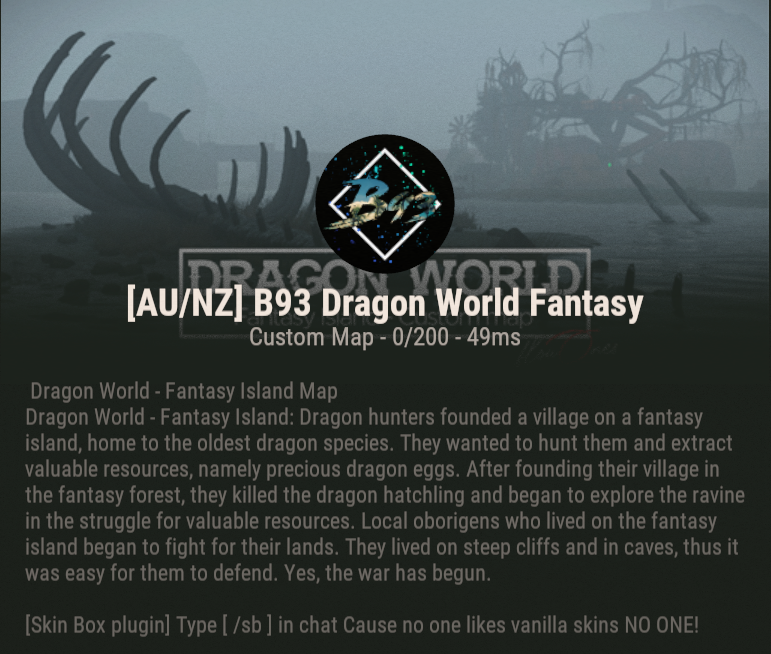 B93
DRAGON WORLD
[AU/NZ] B93 Dragon World Fantasy
Fantasy Island - Custom map
Custom Map - 0/200 - 49ms
Dragon World - Fantasy Island Map
Dragon World - Fantasy Island: Dragon hunters founded a village on a fantasy
island, home to the oldest dragon species. They wanted to hunt them and extract
valuable resources, namely precious dragon eggs. After founding their village in
the fantasy forest, they killed the dragon hatchling and began to explore the ravine
in the struggle for valuable resources. Local oborigens who lived on the fantasy
island began to fight for their lands. They lived on steep cliffs and in caves, thus it
was easy for them to defend. Yes, the war has begun.
[Skin Box plugin] Type [ /sb ] in chat Cause no one likes vanilla skins NO ONE!